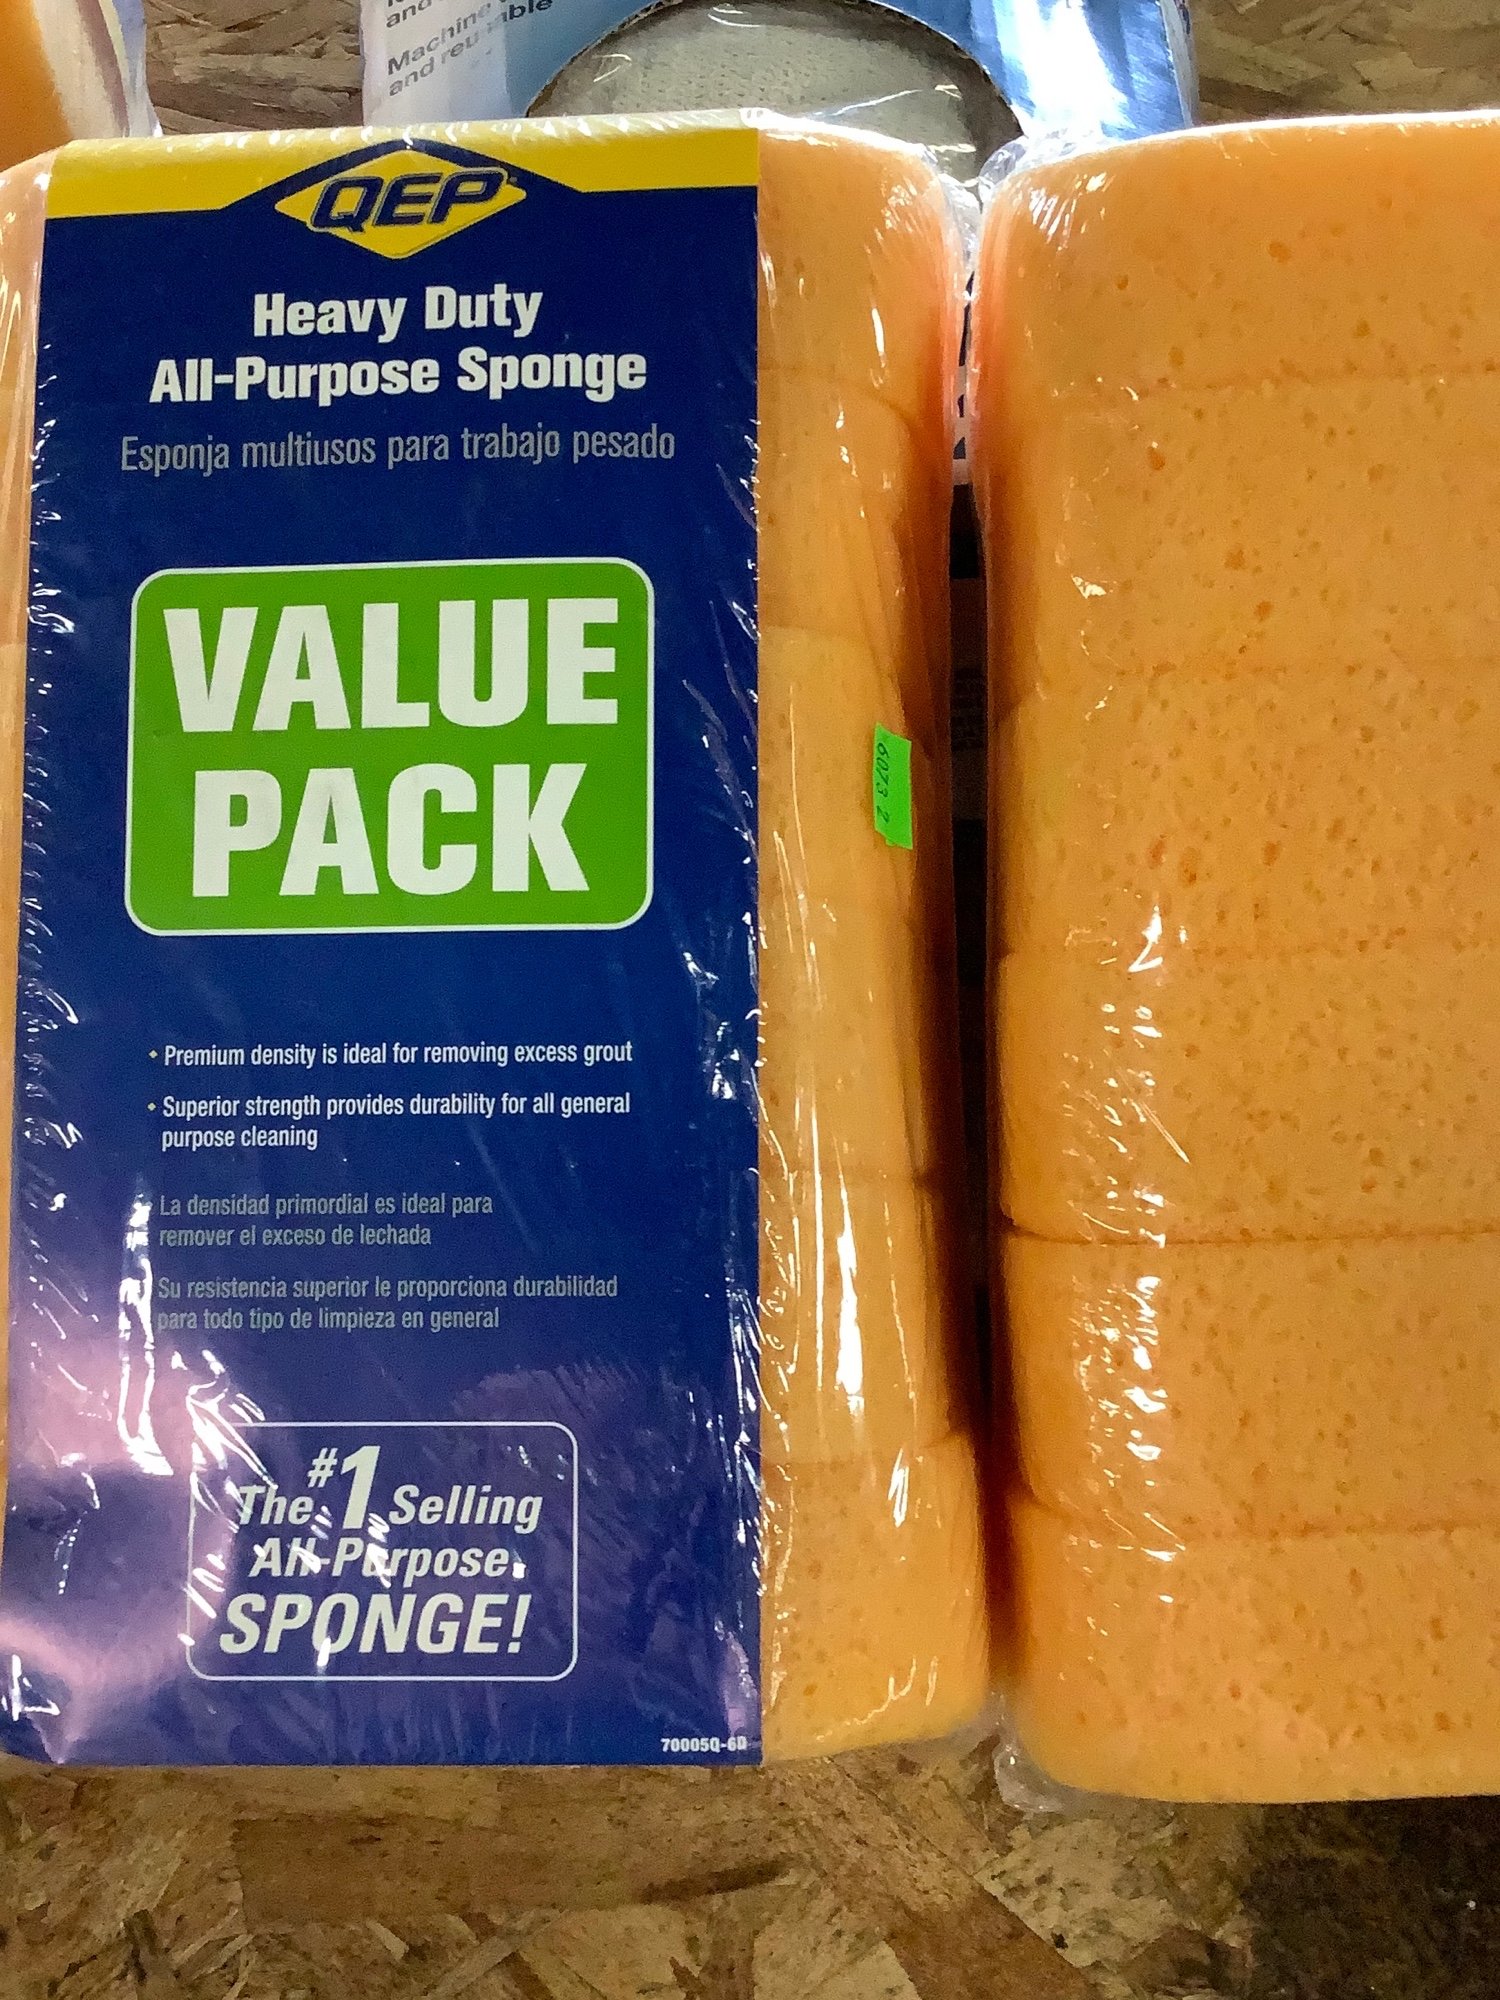 Machine
and
QEP
Heavy Duty
All-Purpose Sponge
Esponja multiusos para trabajo pesado
VALUE
PACK
6073 2
• Premium density is ideal for removing excess grout
• Superior strength provides durability for all general
purpose cleaning
La densidad primordial es ideal para
remover el exceso de lechada
Su resistencia superior le proporciona durabilidad
para todo tipo de limpieza en general
The #1 Selling
All-Purpose
SPONGE!